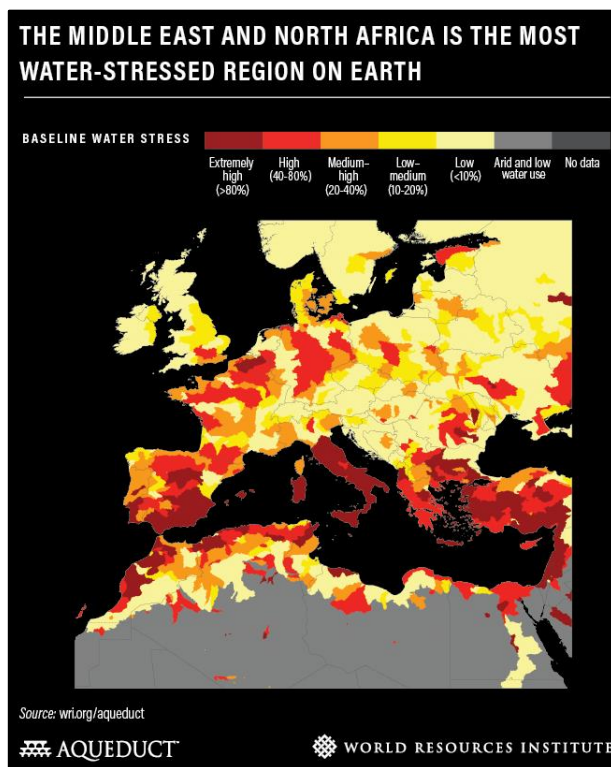 THE MIDDLE EAST AND NORTH AFRICA IS THE MOST
WATER-STRESSED REGION ON EARTH
BASELINE WATER STRESS
Extremely
high
(>80%)
High
(40-80%)
Medium–
high
(20-40%)
Low–
medium
(10-20%)
Low
(<10%)
Arid and low
water use
No data
Source: wri.org/aqueduct
AQUEDUCT™
WORLD RESOURCES INSTITUTE